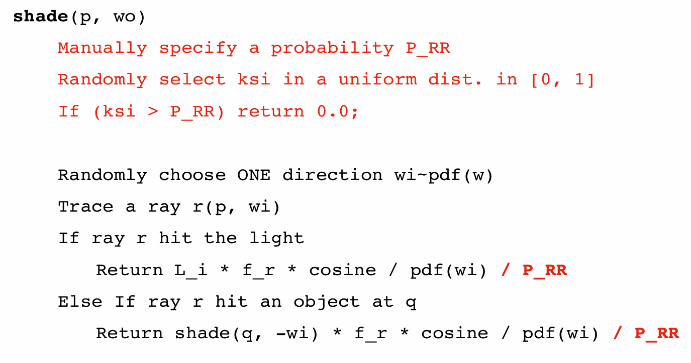 shade(p, wo)
Manually specify a probability P_RR
Randomly select ksi in a uniform dist. in [0, 1]
If (ksi > P_RR) return 0.0;
Randomly choose ONE direction wi~pdf(w)
Trace a ray r(p, wi)
If ray r hit the light
Return L_i * f_r * cosine / pdf(wi) / P_RR
Else If ray r hit an object at q
Return shade(q, -wi) * f_r * cosine / pdf(wi) / P_RR